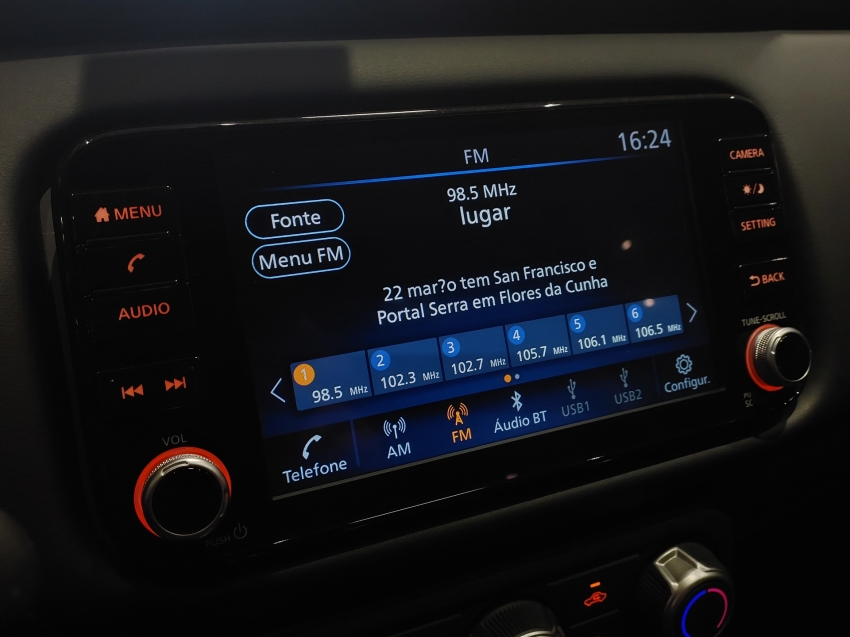 FM
16:24
98.5 MHz
lugar
Fonte
Menu FM
22 mar?o tem San Francisco e
Portal Serra em Flores da Cunha
1 98.5 MHz
2 102.3 MHz
3 102.7 MHz
4 105.7 MHz
5 106.1 MHz
6 106.5 MHz
Telefone
AM
FM
Áudio BT
USB1
USB2
Configur.
MENU
AUDIO
VOL
PUSH
CAMERA
SETTING
BACK
TUNE-SCROLL